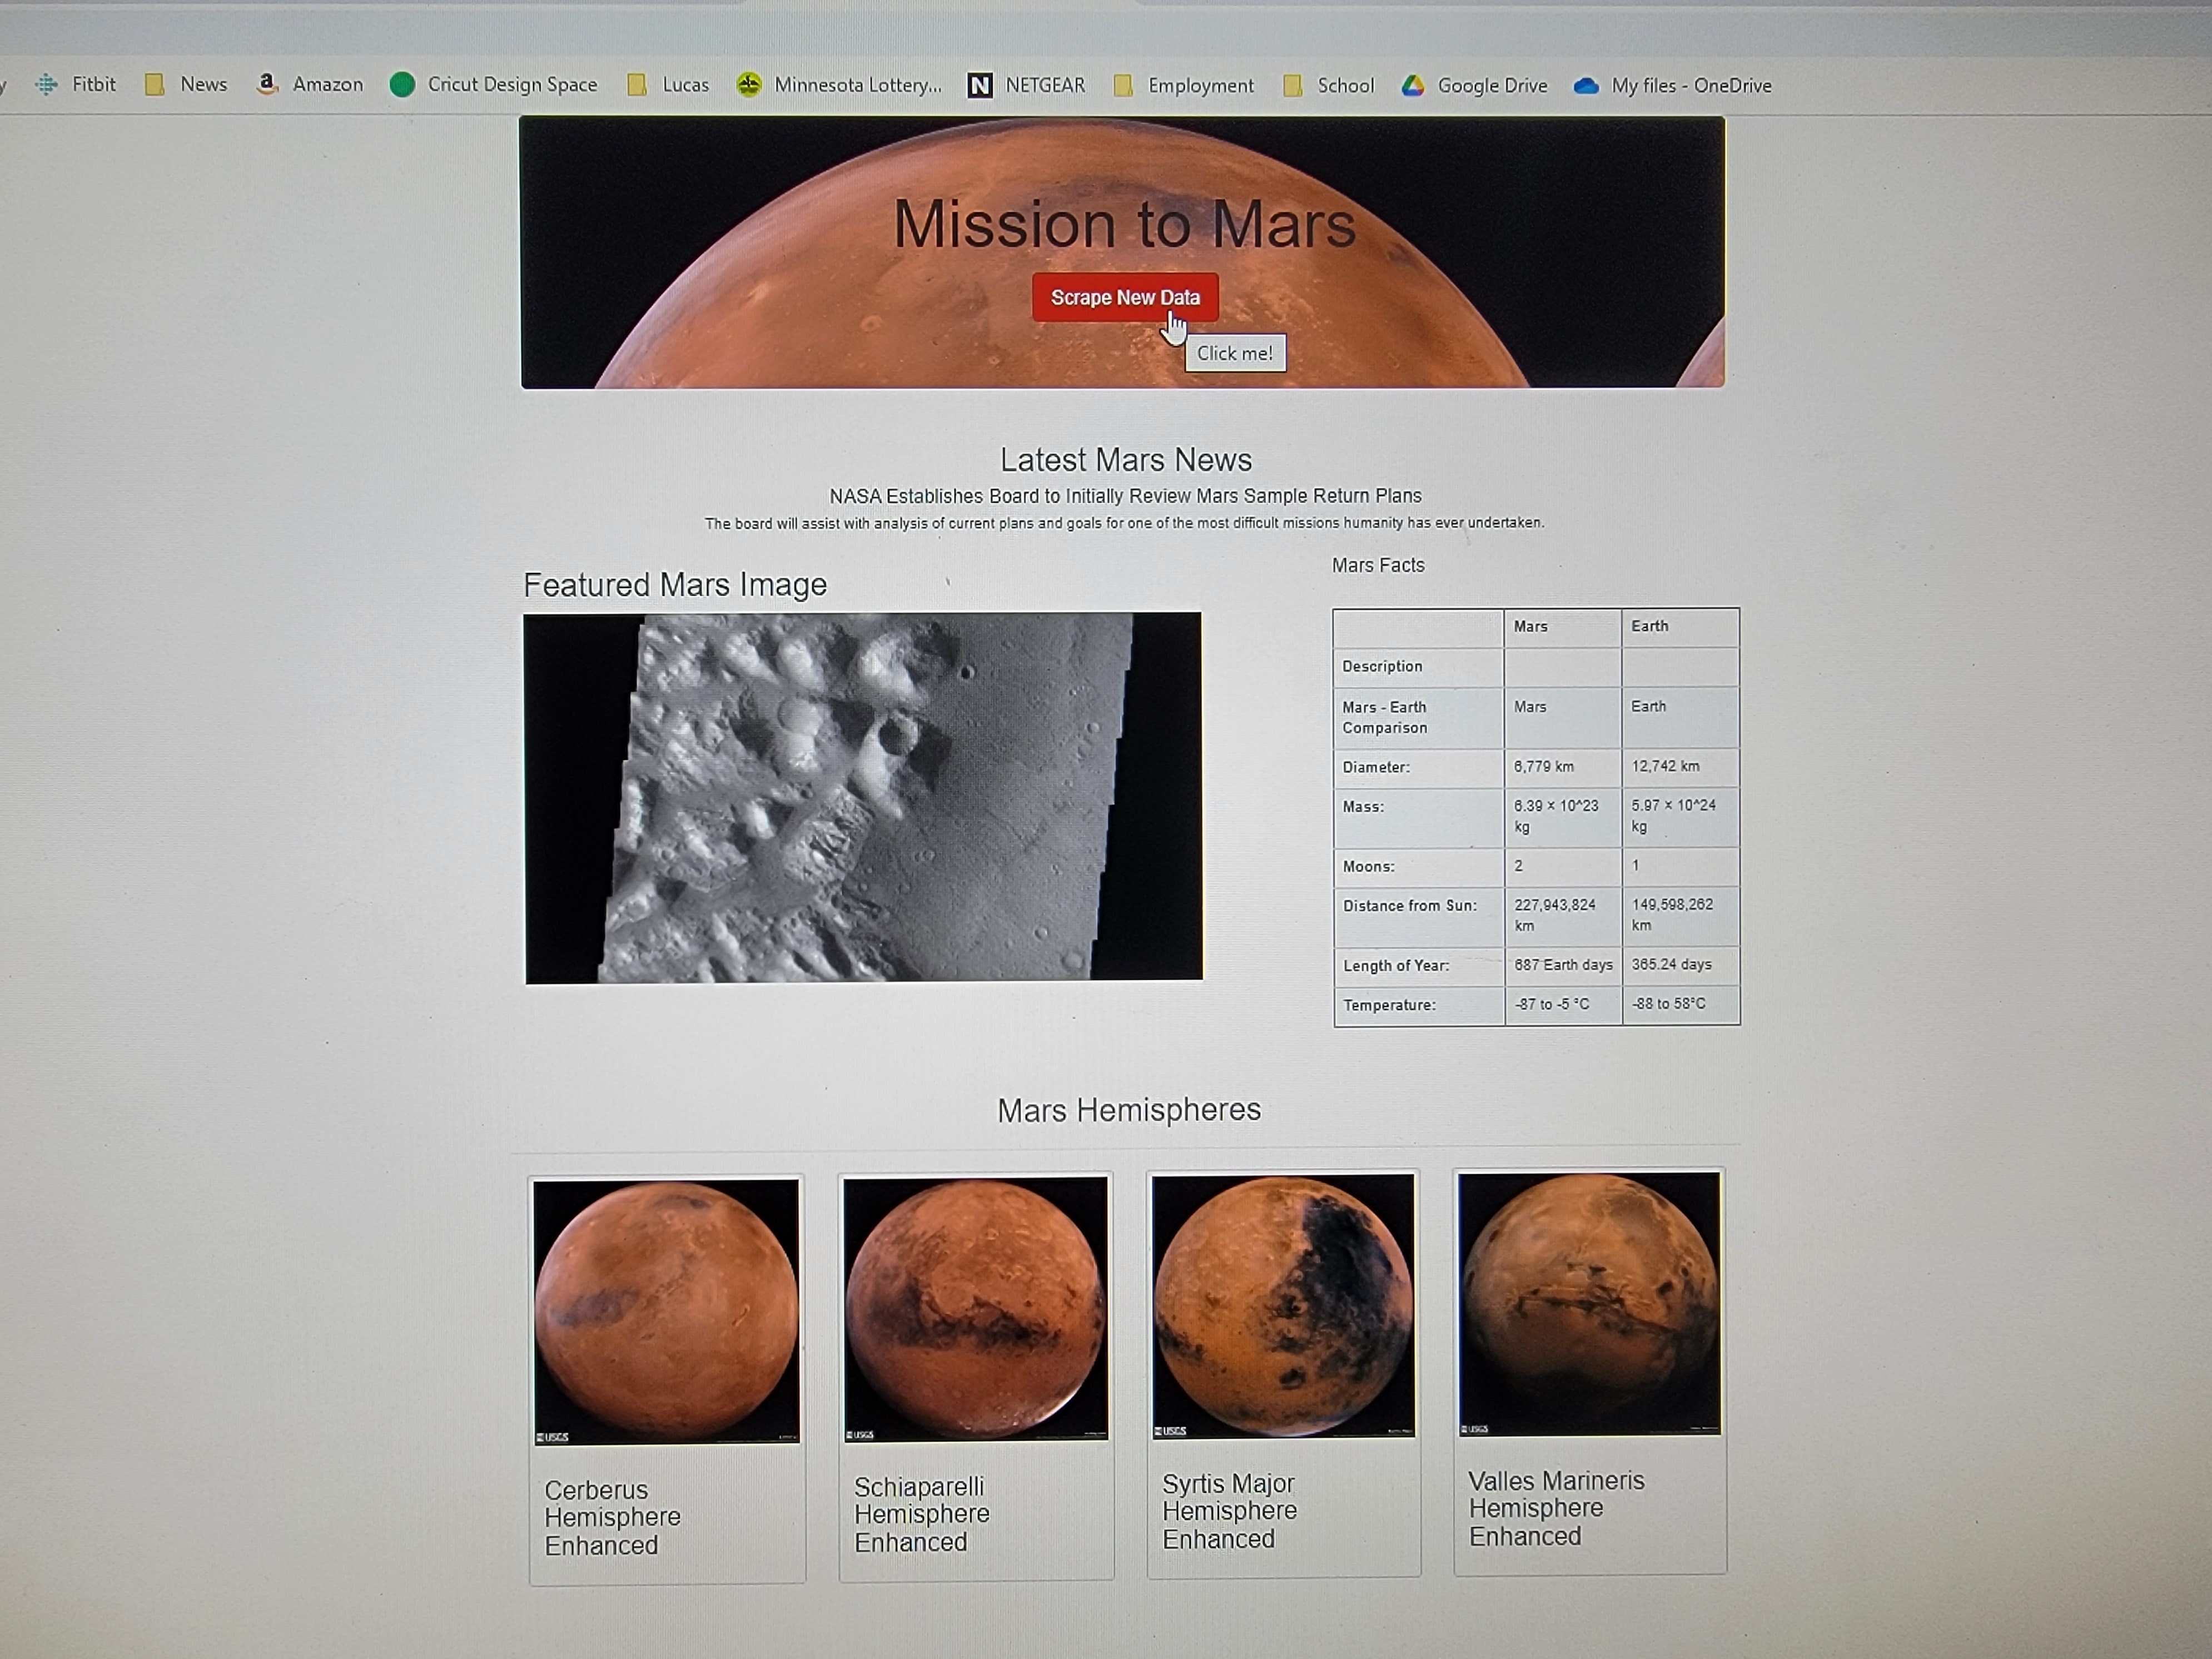 y Fitbit News Amazon Cricut Design Space Lucas Minnesota Lottery... NETGEAR Employment School Google Drive My files - OneDrive
Mission to Mars
Scrape New Data
Click me!
Latest Mars News
NASA Establishes Board to Initially Review Mars Sample Return Plans
The board will assist with analysis of current plans and goals for one of the most difficult missions humanity has ever undertaken.
Featured Mars Image
Mars Facts
Mars Earth
Description
Mars - Earth Mars Earth
Comparison
Diameter: 6,779 km 12,742 km
Mass: 6.39 × 10^23 5.97 × 10^24
kg kg
Moons: 2 1
Distance from Sun: 227,943,824 149,598,262
km km
Length of Year: 687 Earth days 365.24 days
Temperature: -87 to -5 °C -88 to 58°C
Mars Hemispheres
USGS USGS USGS USGS
Cerberus
Hemisphere
Enhanced
Schiaparelli
Hemisphere
Enhanced
Syrtis Major
Hemisphere
Enhanced
Valles Marineris
Hemisphere
Enhanced